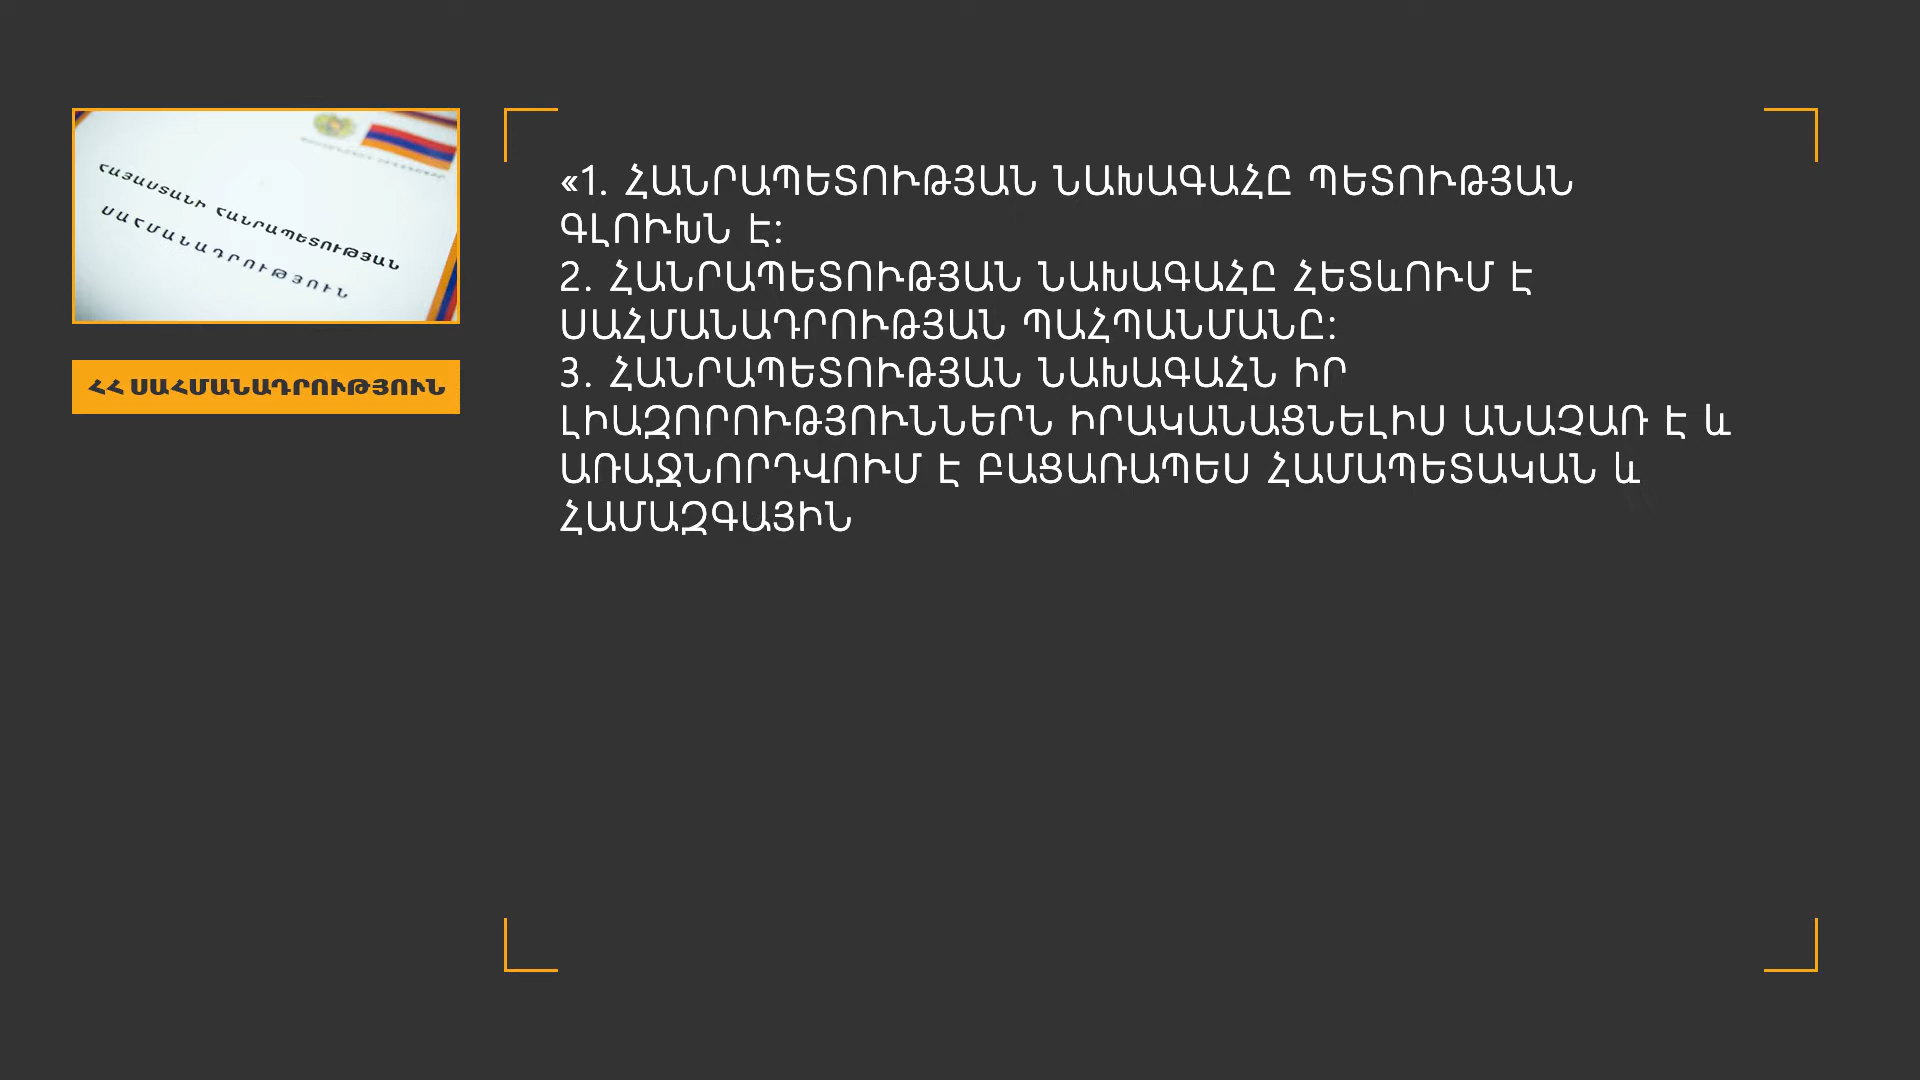 ՀԱՅԱՍՏԱՆԻ ՀԱՆՐԱՊԵՏՈՒԹՅԱՆ
ՍԱՀՄԱՆԱԴՐՈՒԹՅՈՒՆ
ՀՀ ՍԱՀՄԱՆԱԴՐՈՒԹՅՈՒՆ
«1. ՀԱՆՐԱՊԵՏՈՒԹՅԱՆ ՆԱԽԱԳԱՀԸ ՊԵՏՈՒԹՅԱՆ
ԳԼՈՒԽՆ Է:
2. ՀԱՆՐԱՊԵՏՈՒԹՅԱՆ ՆԱԽԱԳԱՀԸ ՀԵՏևՈՒՄ Է
ՍԱՀՄԱՆԱԴՐՈՒԹՅԱՆ ՊԱՀՊԱՆՄԱՆԸ:
3. ՀԱՆՐԱՊԵՏՈՒԹՅԱՆ ՆԱԽԱԳԱՀՆ ԻՐ
ԼԻԱԶՈՐՈՒԹՅՈՒՆՆԵՐՆ ԻՐԱԿԱՆԱՑՆԵԼԻՍ ԱՆԱՉԱՌ Է և
ԱՌԱՋՆՈՐԴՎՈՒՄ Է ԲԱՑԱՌԱՊԵՍ ՀԱՄԱՊԵՏԱԿԱՆ և
ՀԱՄԱԶԳԱՅԻՆ